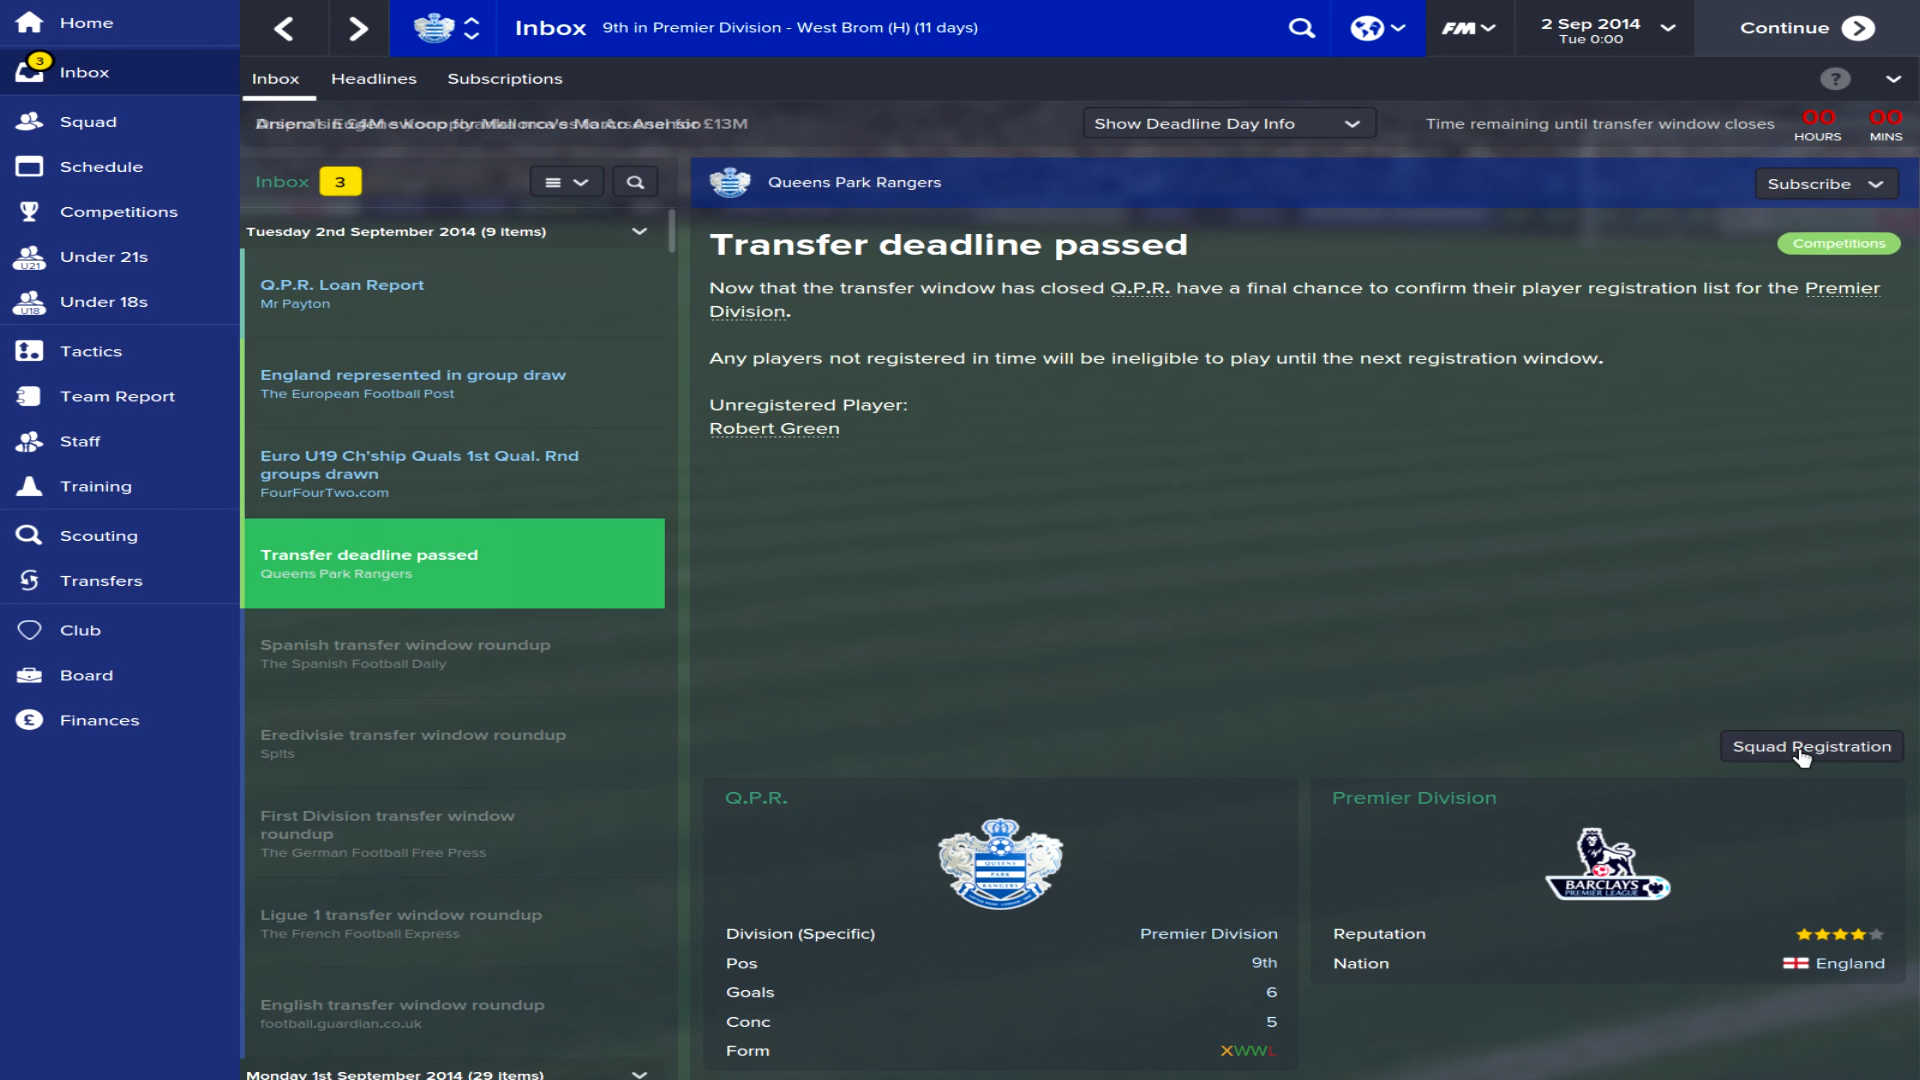 Home
3
Inbox
Squad
Schedule
Competitions
U21
Under 21s
U18
Under 18s
Tactics
Team Report
Staff
Training
Scouting
Transfers
Club
Board
£
Finances
Inbox 9th in Premier Division - West Brom (H) (11 days)
FM
2 Sep 2014
Tue 0:00
Continue
Inbox Headlines Subscriptions
?
Show Deadline Day Info
Time remaining until transfer window closes
00
HOURS
00
MINS
Inbox 3
Tuesday 2nd September 2014 (9 items)
Q.P.R. Loan Report
Mr Payton
England represented in group draw
The European Football Post
Euro U19 Ch'ship Quals 1st Qual. Rnd
groups drawn
FourFourTwo.com
Transfer deadline passed
Queens Park Rangers
Spanish transfer window roundup
The Spanish Football Daily
Eredivisie transfer window roundup
Sp!ts
First Division transfer window
roundup
The German Football Free Press
Ligue 1 transfer window roundup
The French Football Express
English transfer window roundup
football.guardian.co.uk
Monday 1st September 2014 (29 items)
Queens Park Rangers
Subscribe
Transfer deadline passed
Competitions
Now that the transfer window has closed Q.P.R. have a final chance to confirm their player registration list for the Premier
Division.
Any players not registered in time will be ineligible to play until the next registration window.
Unregistered Player:
Robert Green
Squad Registration
Q.P.R.
QUEENS
PARK
RANGERS
Division (Specific) Premier Division
Pos 9th
Goals 6
Conc 5
Form XWWL
Premier Division
BARCLAYS
PREMIER LEAGUE
Reputation
Nation England